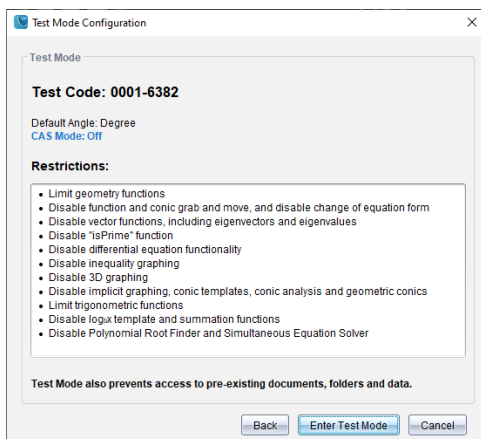 Test Mode Configuration
Test Mode
Test Code: 0001-6382
Default Angle: Degree
CAS Mode: Off
Restrictions:
• Limit geometry functions
• Disable function and conic grab and move, and disable change of equation form
• Disable vector functions, including eigenvectors and eigenvalues
• Disable "isPrime" function
• Disable differential equation functionality
• Disable inequality graphing
• Disable 3D graphing
• Disable implicit graphing, conic templates, conic analysis and geometric conics
• Limit trigonometric functions
• Disable logbx template and summation functions
• Disable Polynomial Root Finder and Simultaneous Equation Solver
Test Mode also prevents access to pre-existing documents, folders and data.
Back Enter Test Mode Cancel